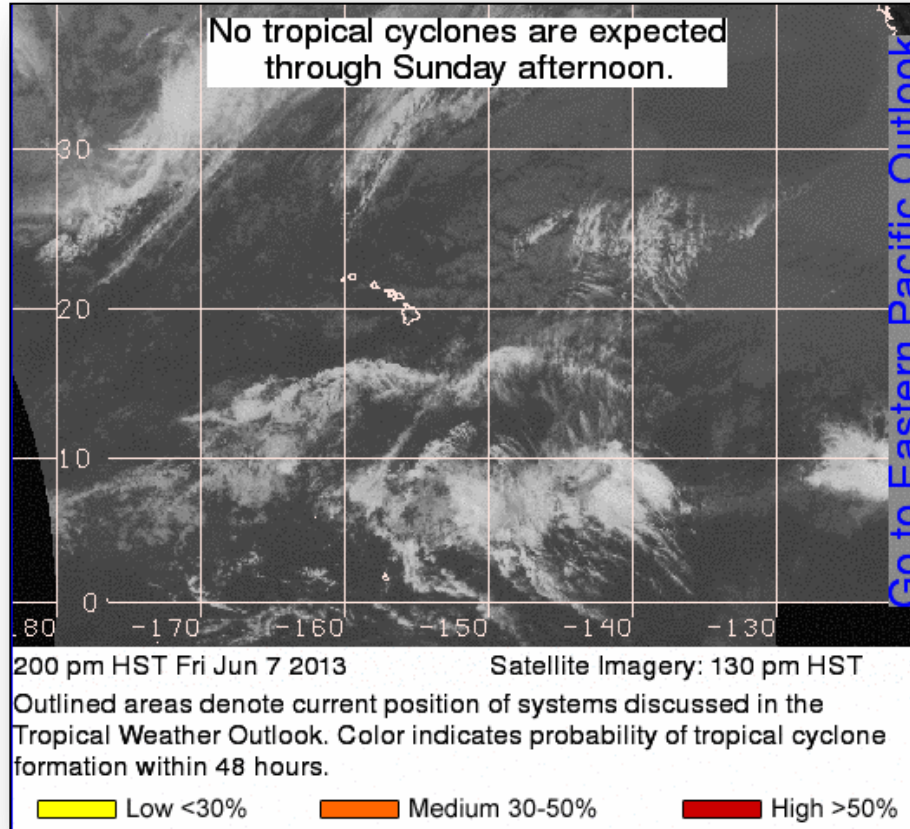 No tropical cyclones are expected
through Sunday afternoon.
Go to Eastern Pacific Outlook
30
20
10
0
180 -170 -160 -150 -140 -130
200 pm HST Fri Jun 7 2013 Satellite Imagery: 130 pm HST
Outlined areas denote current position of systems discussed in the
Tropical Weather Outlook. Color indicates probability of tropical cyclone
formation within 48 hours.
Low <30% Medium 30-50% High >50%